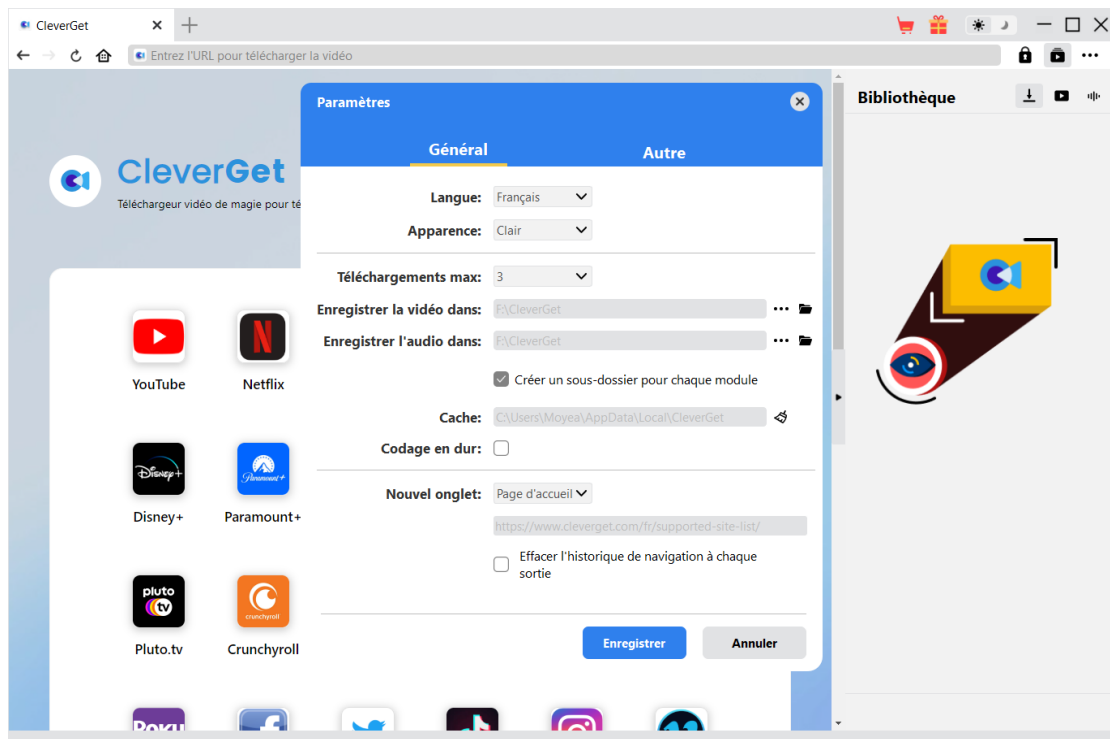 CleverGet
Entrez l'URL pour télécharger la vidéo
Bibliothèque
Paramètres
Général
Autre
CleverGet
Téléchargeur vidéo de magie pour té
Langue: Français
Apparence: Clair
Téléchargements max: 3
Enregistrer la vidéo dans: F:\CleverGet
Enregistrer l'audio dans: F:\CleverGet
Créer un sous-dossier pour chaque module
Cache: C:\Users\Moyea\AppData\Local\CleverGet
Codage en dur:
Nouvel onglet: Page d'accueil
https://www.cleverget.com/fr/supported-site-list/
Effacer l'historique de navigation à chaque
sortie
Enregistrer
Annuler
YouTube
Netflix
Disney+
Paramount+
Disney+
Paramount+
pluto
tv
crunchyroll
Pluto.tv
Crunchyroll
Roku